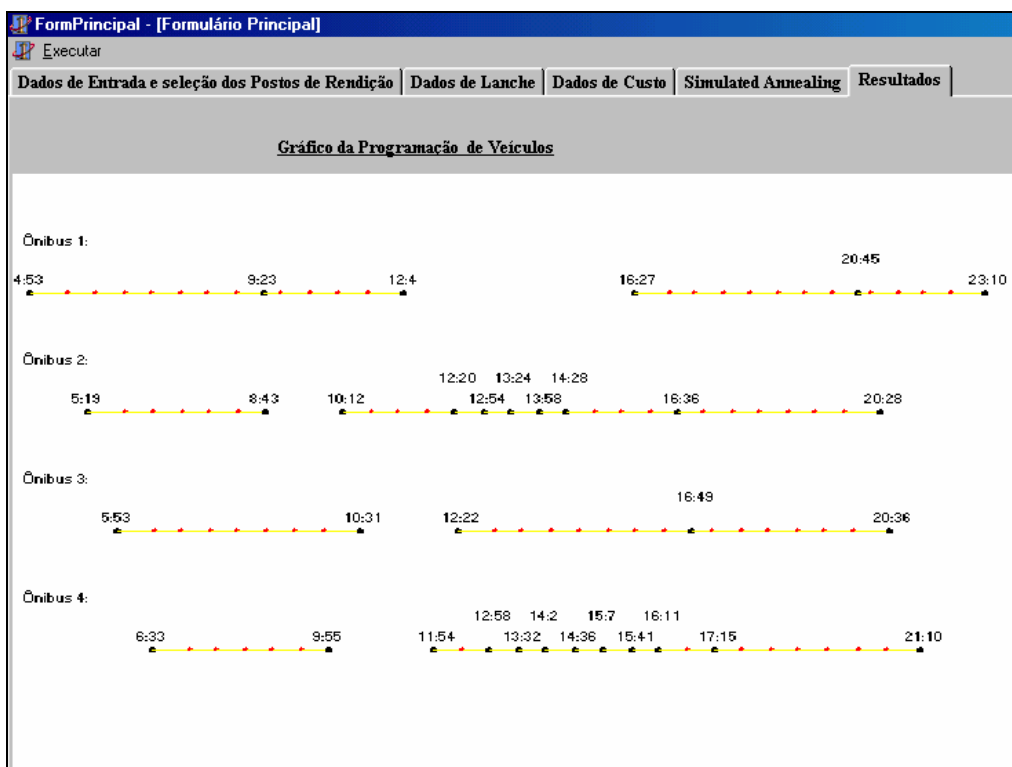 FormPrincipal - [Formulário Principal]
Executar
Dados de Entrada e seleção dos Postos de Rendição Dados de Lanche Dados de Custo Simulated Annealing Resultados
Gráfico da Programação de Veículos
Ônibus 1:
20:45
4:53 9:23 12:4 16:27 23:10
Ônibus 2:
12:20 13:24 14:28
5:19 8:43 10:12 12:54 13:58 16:36 20:28
Ônibus 3:
16:49
5:53 10:31 12:22 20:36
Ônibus 4:
12:58 14:2 15:7 16:11
6:33 9:55 11:54 13:32 14:36 15:41 17:15 21:10